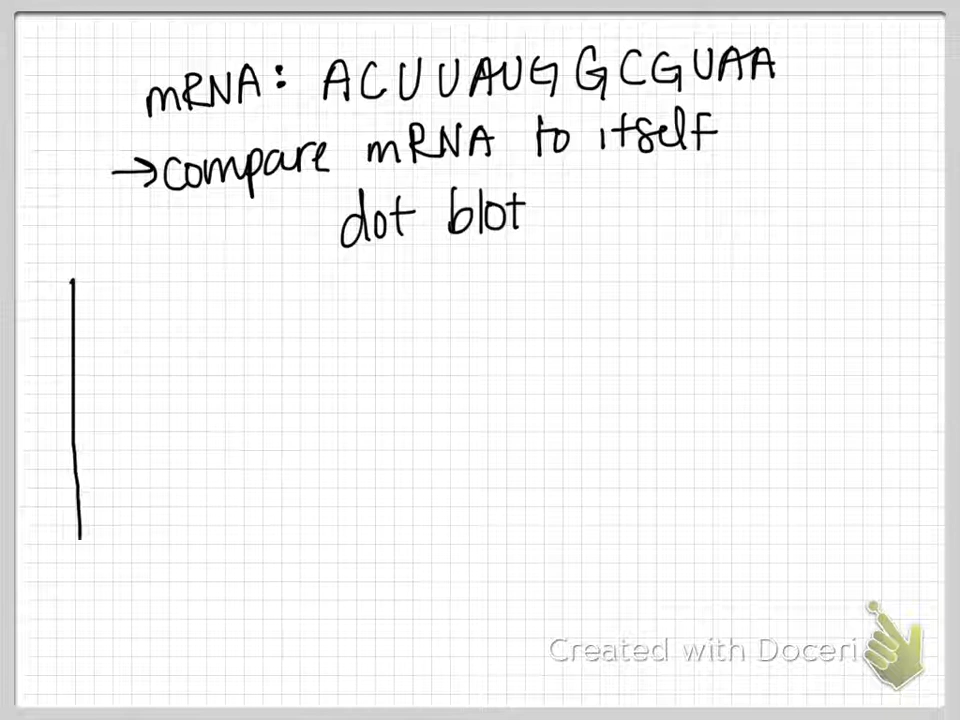 mRNA: ACUUAUGGCGUAA
→compare mRNA to itself
dot blot
Created with Doceri